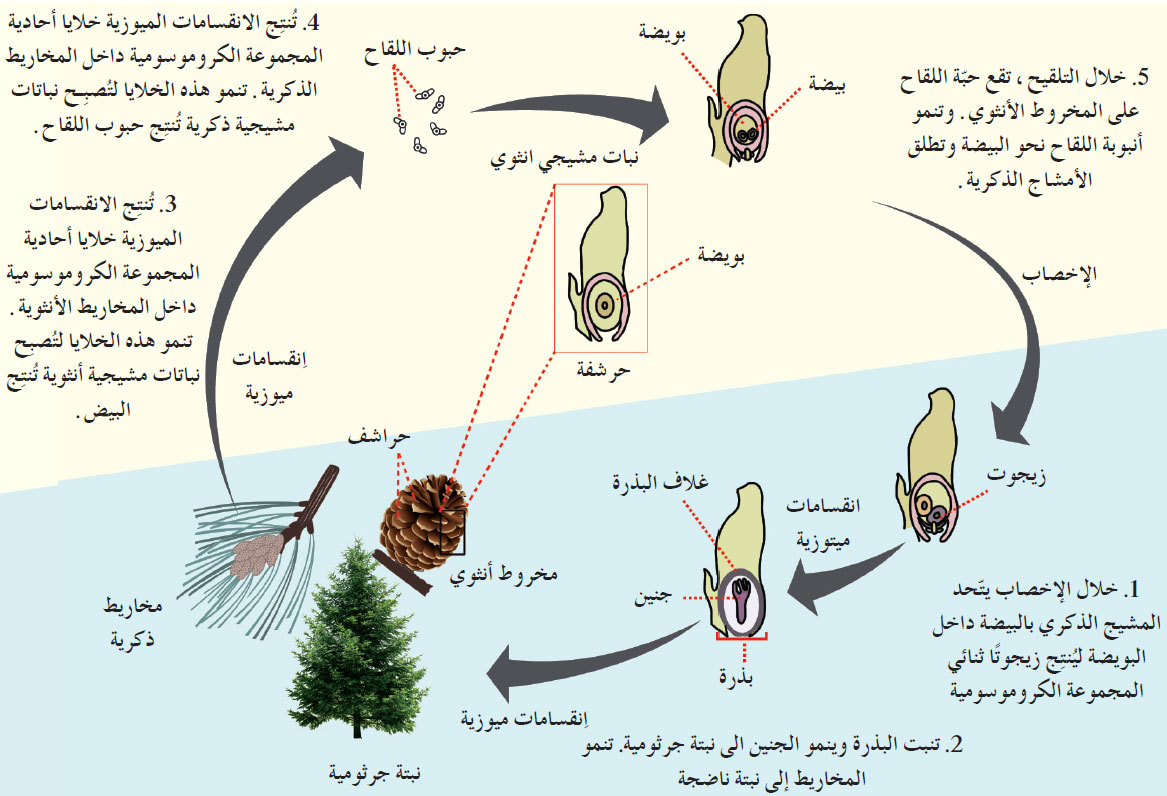 4. تُنتِج الانقسامات الميوزية خلايا أحادية
المجموعة الكروموسومية داخل المخاريط
الذكرية. تنمو هذه الخلايا لتُصبِح نباتات
مشيجية ذكرية تُنتِج حبوب اللقاح.
حبوب اللقاح
بويضة
بيضة
نبات مشيجي انثوي
5. خلال التلقيح، تقع حبّة اللقاح
على المخروط الأنثوي. وتنمو
أنبوبة اللقاح نحو البيضة وتطلق
الأمشاج الذكرية.
3. تُنتِج الانقسامات
الميوزية خلايا أحادية
المجموعة الكروموسومية
داخل المخاريط الأنثوية.
تنمو هذه الخلايا لتُصبِح
نباتات مشيجية أنثوية تُنتِج
البيض.
إنقسامات
ميوزية
بويضة
حرشفة
الإخصاب
حراشف
مخروط أنثوي
مخاريط
ذكرية
غلاف البذرة
جنين
بذرة
انقسامات
ميتوزية
زيجوت
1. خلال الإخصاب يتّحد
المشيج الذكري بالبيضة داخل
البويضة ليُنتِج زيجوتًا ثنائي
المجموعة الكروموسومية
إنقسامات ميوزية
نبتة جرثومية
2. تنبت البذرة وينمو الجنين الى نبتة جرثومية. تنمو
المخاريط إلى نبتة ناضجة